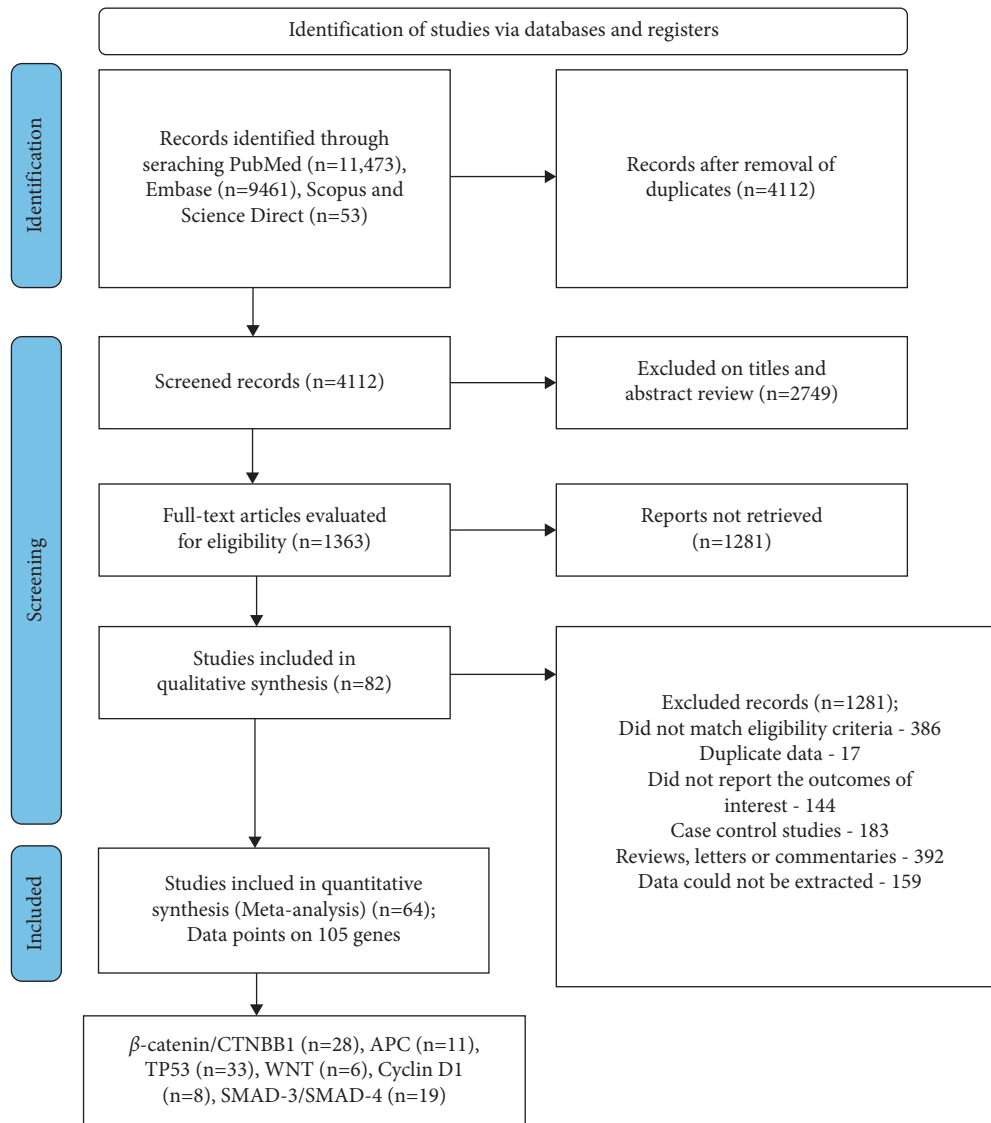 Identification of studies via databases and registers
Identification
Records identified through
seraching PubMed (n=11,473),
Embase (n=9461), Scopus and
Science Direct (n=53)
Records after removal of
duplicates (n=4112)
Screening
Screened records (n=4112)
Excluded on titles and
abstract review (n=2749)
Full-text articles evaluated
for eligibility (n=1363)
Reports not retrieved
(n=1281)
Studies included in
qualitative synthesis (n=82)
Excluded records (n=1281);
Did not match eligibility criteria - 386
Duplicate data - 17
Did not report the outcomes of
interest - 144
Case control studies - 183
Reviews, letters or commentaries - 392
Data could not be extracted - 159
Included
Studies inclued in quantitative
synthesis (Meta-analysis) (n=64);
Data points on 105 genes
β-catenin/CTNBB1 (n=28), APC (n=11),
TP53 (n=33), WNT (n=6), Cyclin D1
(n=8), SMAD-3/SMAD-4 (n=19)